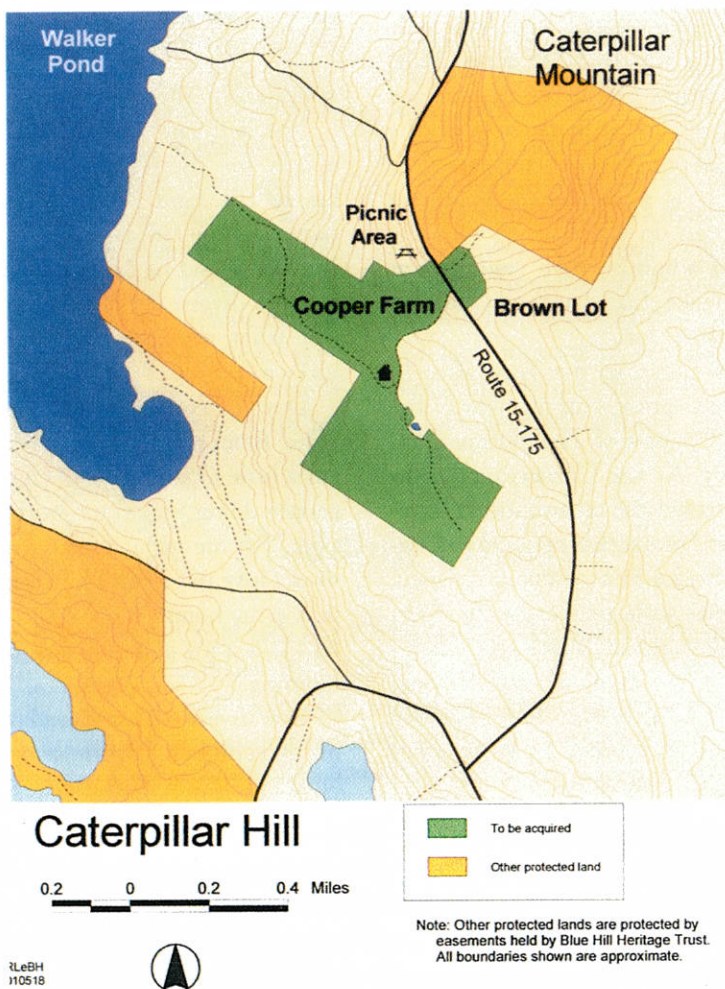 Walker
Pond
Caterpillar
Mountain
Picnic
Area
Cooper Farm
Brown Lot
Route 15-175
Caterpillar Hill
0.2 0 0.2 0.4 Miles
To be acquired
Other protected land
Note: Other protected lands are protected by
easements held by Blue Hill Heritage Trust.
All boundaries shown are approximate.
RLeBH
010518